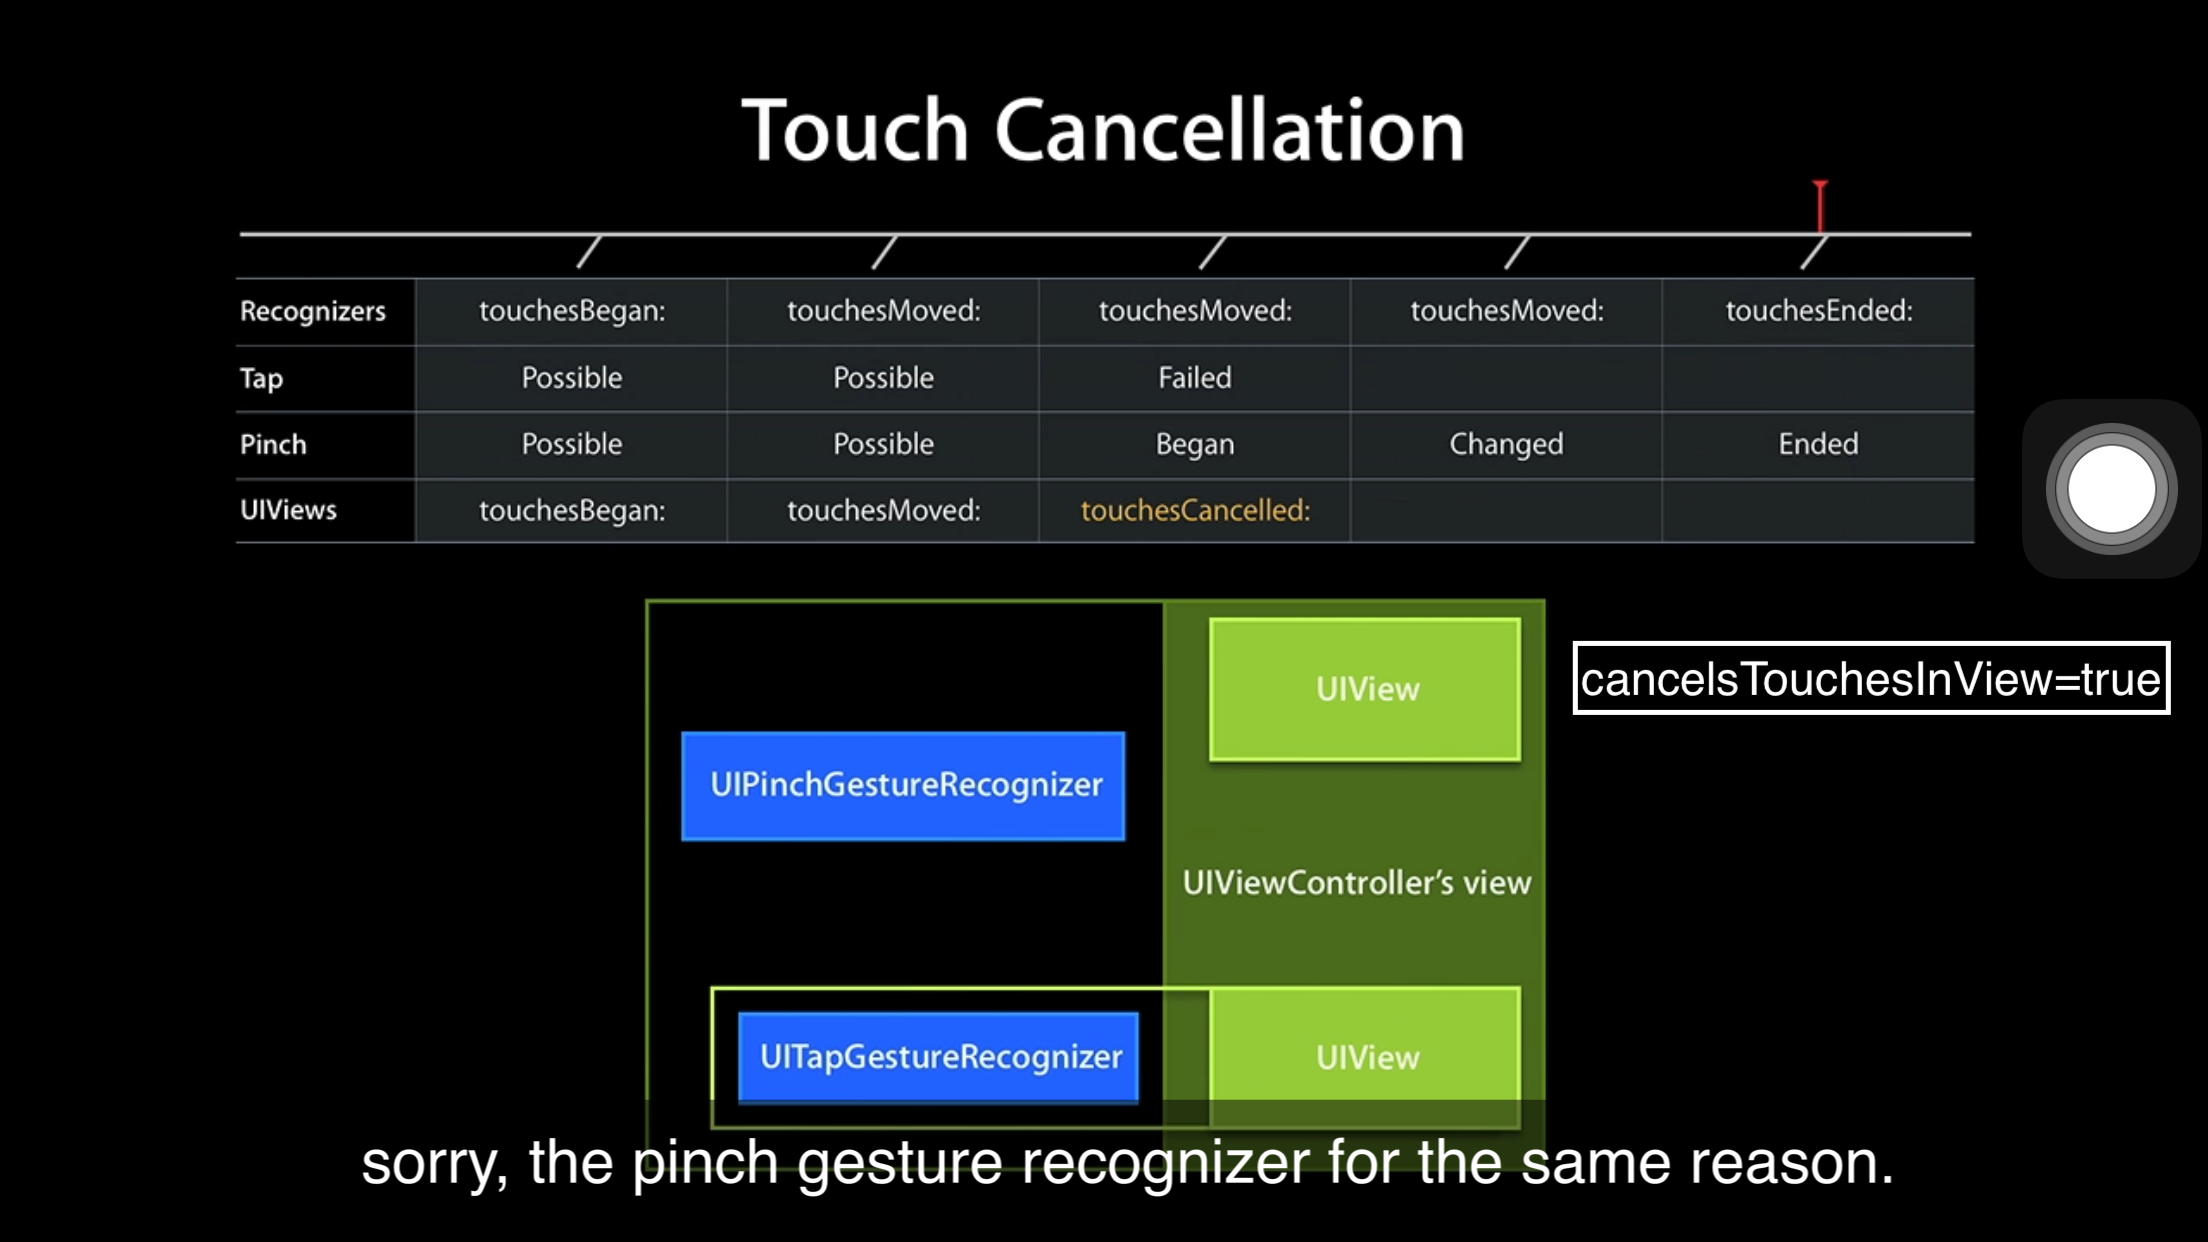 Touch Cancellation
Recognizers touchesBegan: touchesMoved: touchesMoved: touchesMoved: touchesEnded:
Tap Possible Possible Failed
Pinch Possible Possible Began Changed Ended
UIViews touchesBegan: touchesMoved: touchesCancelled:
UIView
cancelsTouchesInView=true
UIPinchGestureRecognizer
UIViewController’s view
UITapGestureRecognizer
UIView
sorry, the pinch gesture recognizer for the same reason.